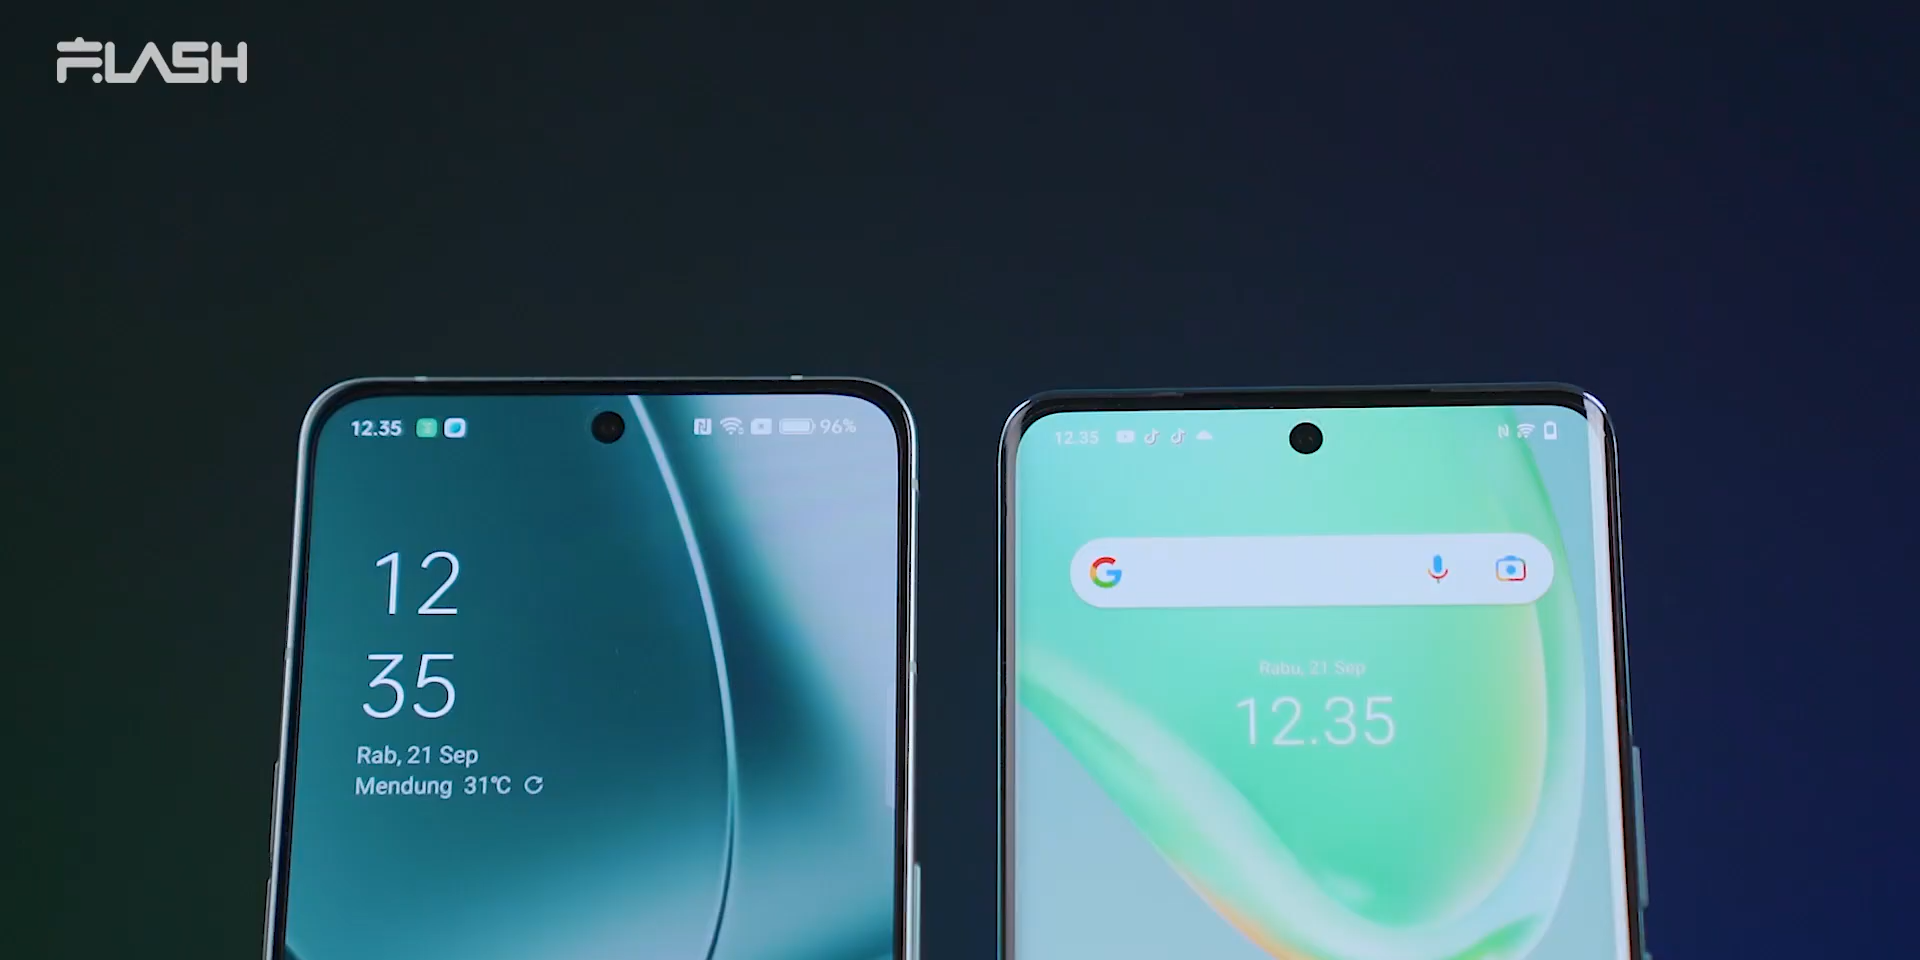 FLASH
12.35
96%
12
35
Rab, 21 Sep
Mendung 31°C
12.35
G
Rabu, 21 Sep
12.35